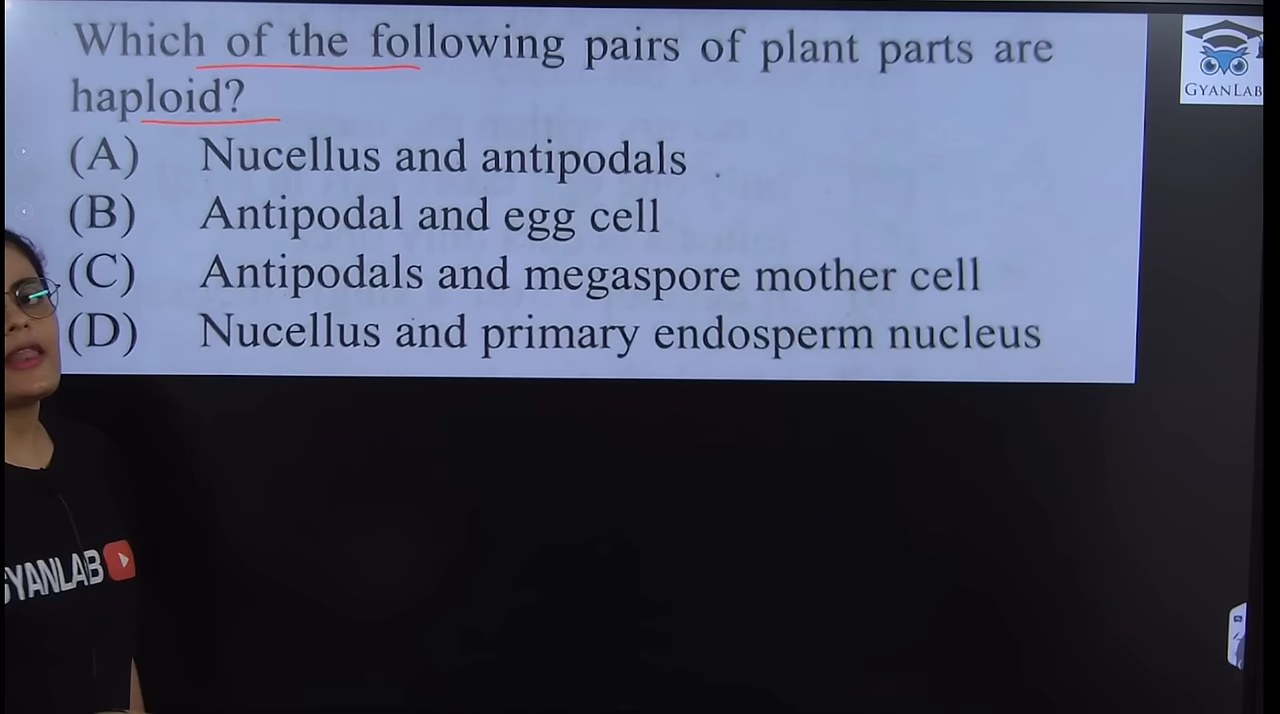 Which of the following pairs of plant parts are
haploid?
(A) Nucellus and antipodals
(B) Antipodal and egg cell
(C) Antipodals and megaspore mother cell
(D) Nucellus and primary endosperm nucleus
GYANLAB
GYANLAB